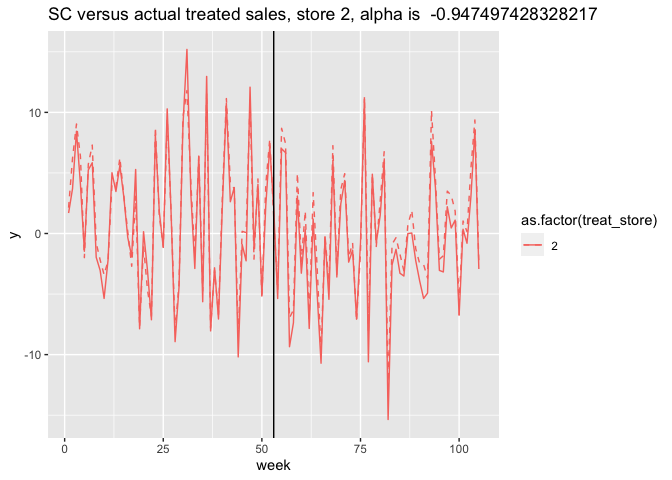 SC versus actual treated sales, store 2, alpha is  -0.947497428328217
10
0
-10
y
0
25
50
75
100
week
as.factor(treat_store)
2